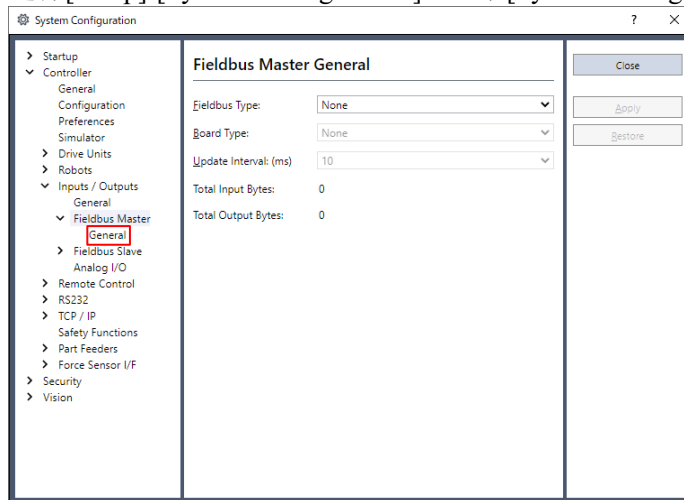 System Configuration
? ×
Startup
Controller
General
Configuration
Preferences
Simulator
Drive Units
Robots
Inputs / Outputs
General
Fieldbus Master
General
Fieldbus Slave
Analog I/O
Remote Control
RS232
TCP / IP
Safety Functions
Part Feeders
Force Sensor I/F
Security
Vision
Fieldbus Master General
Fieldbus Type: None
Board Type: None
Update Interval: (ms) 10
Total Input Bytes: 0
Total Output Bytes: 0
Close
Apply
Restore